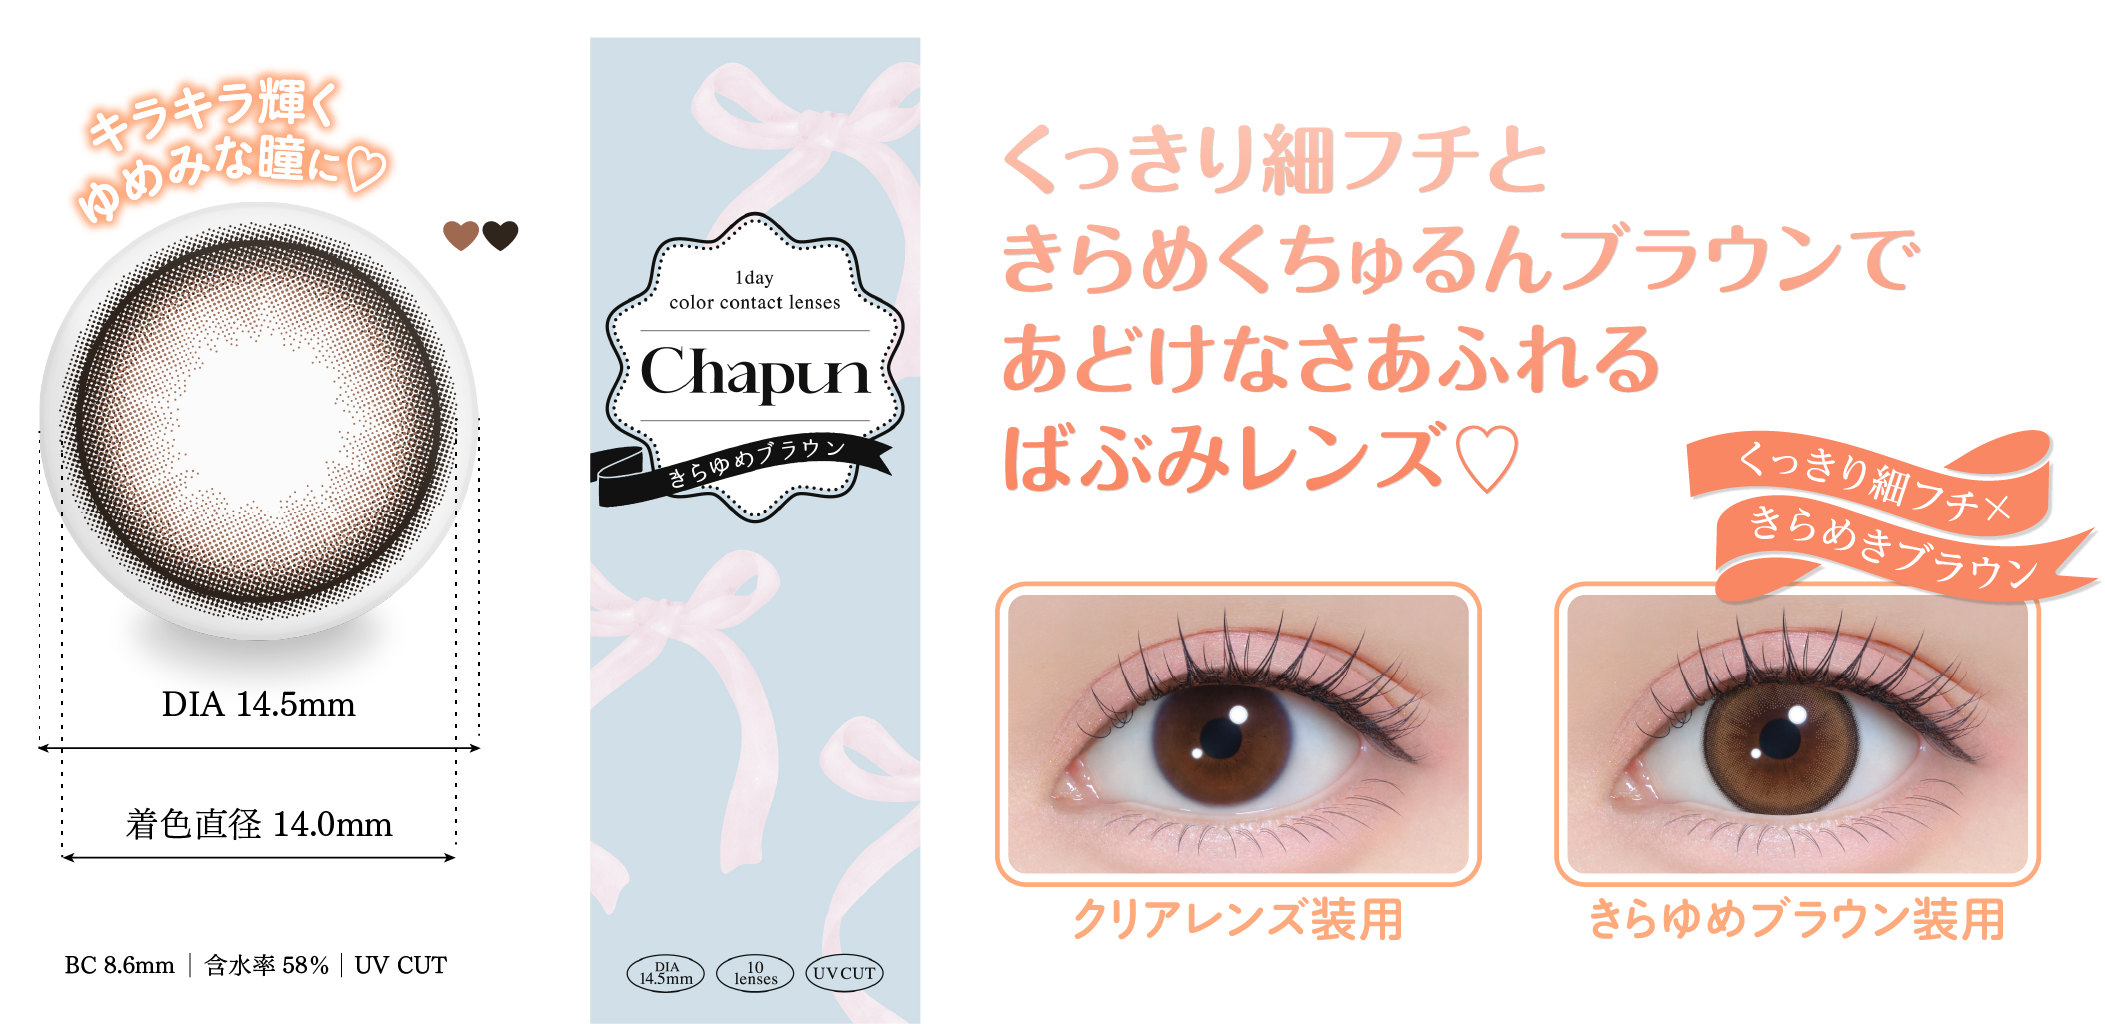 キラキラ輝く
ゆめみな瞳に♡
DIA 14.5mm
着色直径 14.0mm
BC 8.6mm｜含水率 58%｜UV CUT
1day
color contact lenses
Chapun
きらゆめブラウン
DIA
14.5mm
10
lenses
UV CUT
くっきり細フチと
きらめくちゅるんブラウンで
あどけなさあふれる
ばぶみレンズ♡
くっきり細フチ×
きらめきブラウン
クリアレンズ装用
きらゆめブラウン装用